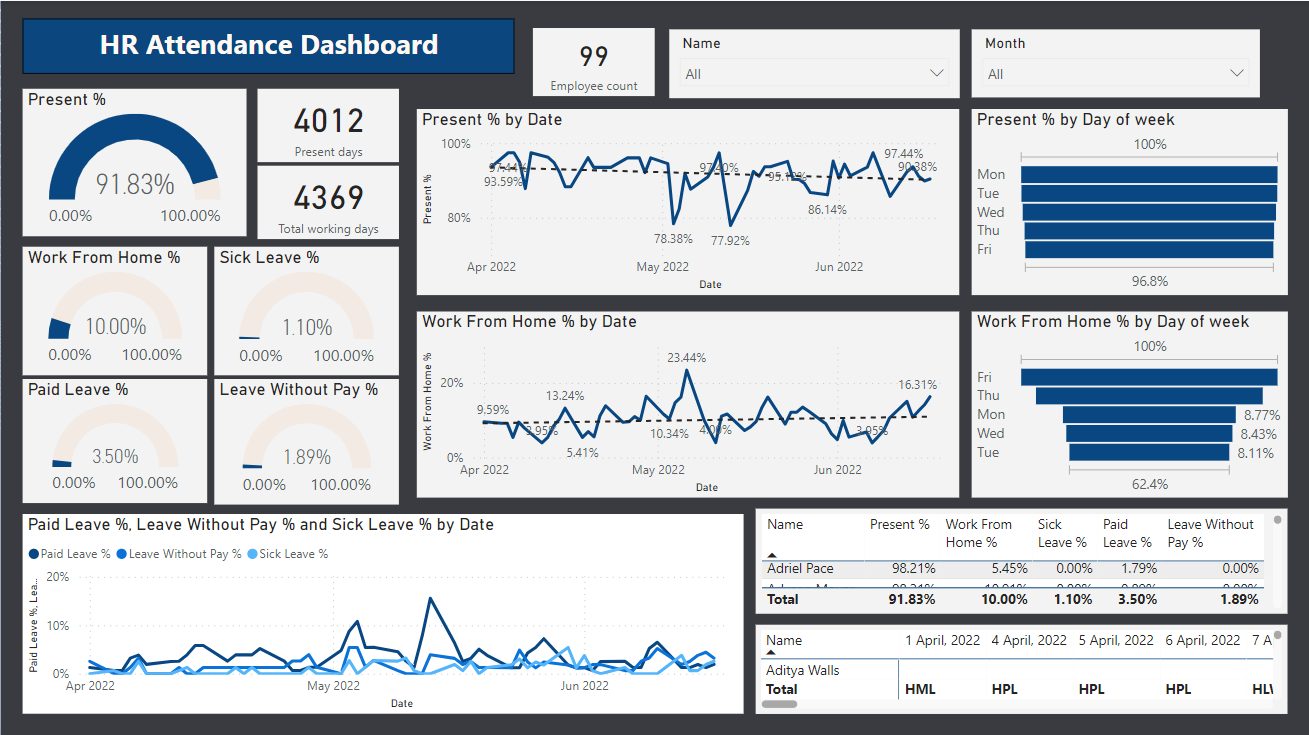 HR Attendance Dashboard
99
Employee count
Name
All
Month
All
Present %
91.83%
0.00%
100.00%
4012
Present days
4369
Total working days
Work From Home %
10.00%
0.00%
100.00%
Sick Leave %
1.10%
0.00%
100.00%
Paid Leave %
3.50%
0.00%
100.00%
Leave Without Pay %
1.89%
0.00%
100.00%
Present % by Date
Present %
100%
80%
97.44%
93.59%
78.38%
97.40%
77.92%
95.12%
86.14%
97.44%
90.38%
Apr 2022
May 2022
Jun 2022
Date
Present % by Day of week
100%
Mon
Tue
Wed
Thu
Fri
96.8%
Work From Home % by Date
Work From Home %
20%
0%
9.59%
3.95%
13.24%
5.41%
10.34%
23.44%
4.00%
3.95%
16.31%
Apr 2022
May 2022
Jun 2022
Date
Work From Home % by Day of week
100%
Fri
Thu
Mon 8.77%
Wed 8.43%
Tue 8.11%
62.4%
Paid Leave %, Leave Without Pay % and Sick Leave % by Date
Paid Leave % Leave Without Pay % Sick Leave %
Paid Leave %, Lea...
20%
10%
0%
Apr 2022
May 2022
Jun 2022
Date
Name Present % Work From Home % Sick Leave % Paid Leave % Leave Without Pay %
Adriel Pace 98.21% 5.45% 0.00% 1.79% 0.00%
Total 91.83% 10.00% 1.10% 3.50% 1.89%
Name 1 April, 2022 4 April, 2022 5 April, 2022 6 April, 2022 7 A
Aditya Walls
Total HML HPL HPL HPL